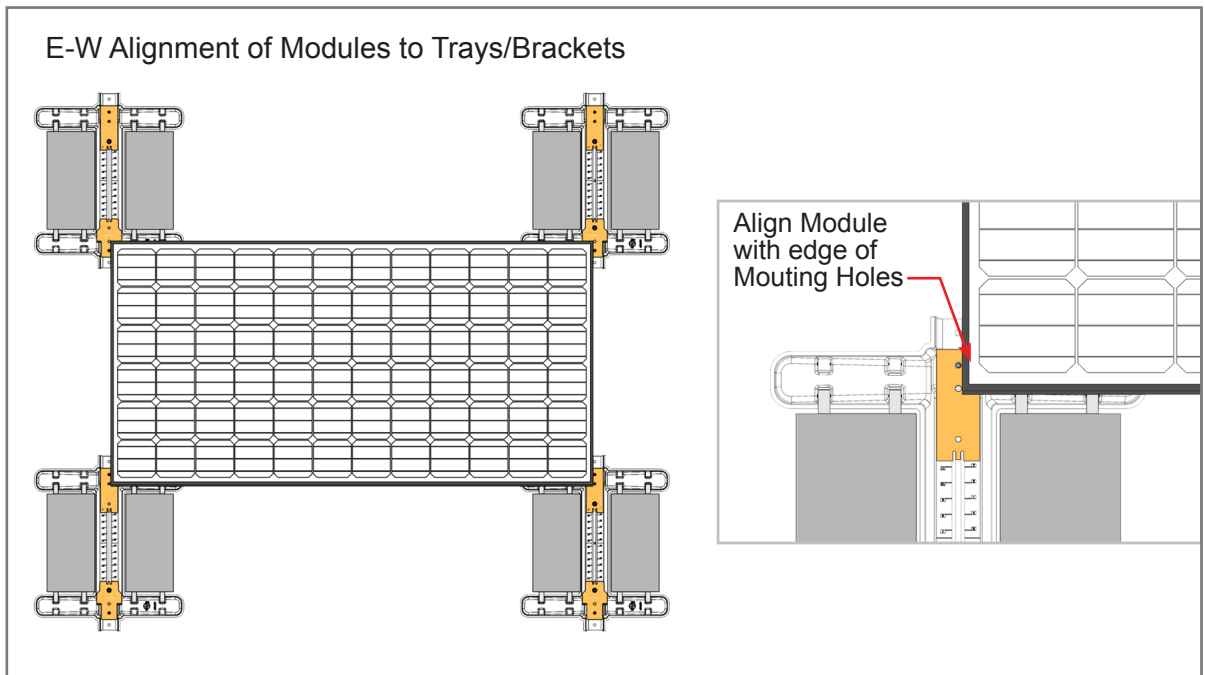 E-W Alignment of Modules to Trays/Brackets
Align Module
with edge of
Mouting Holes